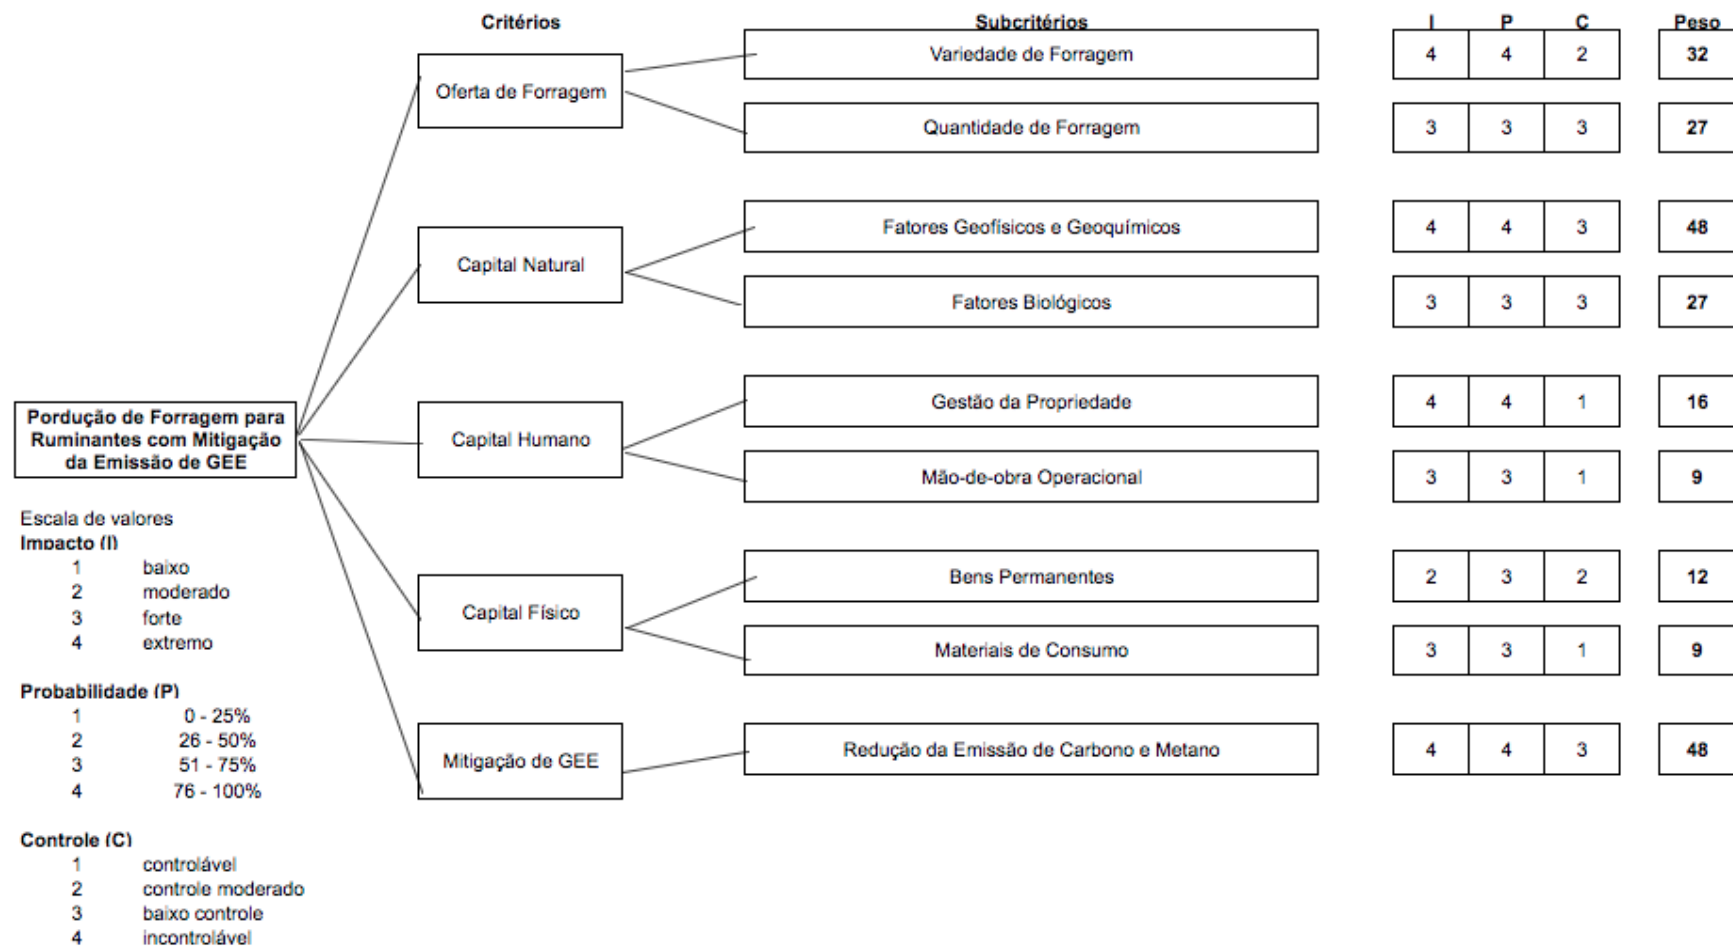 Critérios Subcritérios I P C Peso
Variedade de Forragem 4 4 2 32
Oferta de Forragem
Quantidade de Forragem 3 3 3 27
Fatores Geofísicos e Geoquímicos 4 4 3 48
Capital Natural
Fatores Biológicos 3 3 3 27
Gestão da Propriedade 4 4 1 16
Capital Humano
Mão-de-obra Operacional 3 3 1 9
Bens Permanentes 2 3 2 12
Capital Físico
Materiais de Consumo 3 3 1 9
Mitigação de GEE
Redução da Emissão de Carbono e Metano 4 4 3 48
Pordução de Forragem para
Ruminantes com Mitigação
da Emissão de GEE
Escala de valores
Impacto (I)
1 baixo
2 moderado
3 forte
4 extremo
Probabilidade (P)
1 0 - 25%
2 26 - 50%
3 51 - 75%
4 76 - 100%
Controle (C)
1 controlável
2 controle moderado
3 baixo controle
4 incontrolável